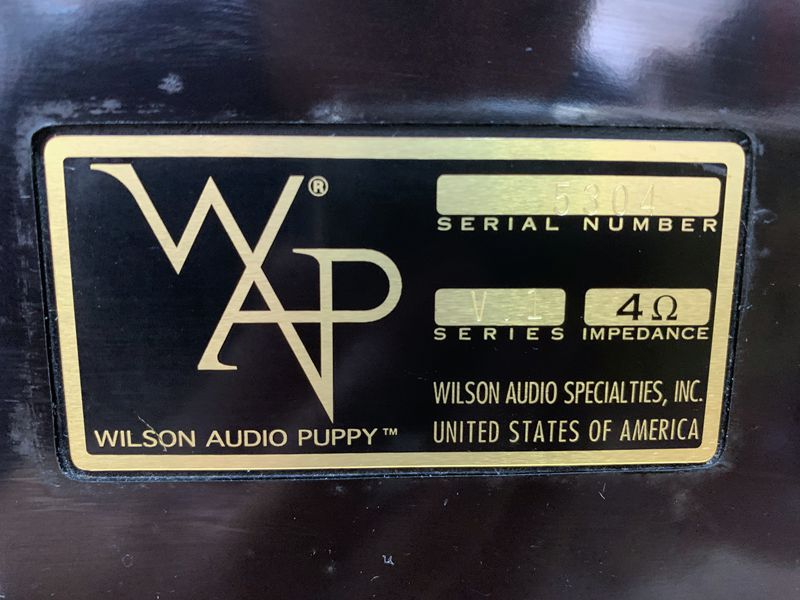 WAP®
5304
SERIAL NUMBER
V.1 4Ω
SERIES IMPEDANCE
WILSON AUDIO SPECIALTIES, INC.
WILSON AUDIO PUPPY™
UNITED STATES OF AMERICA